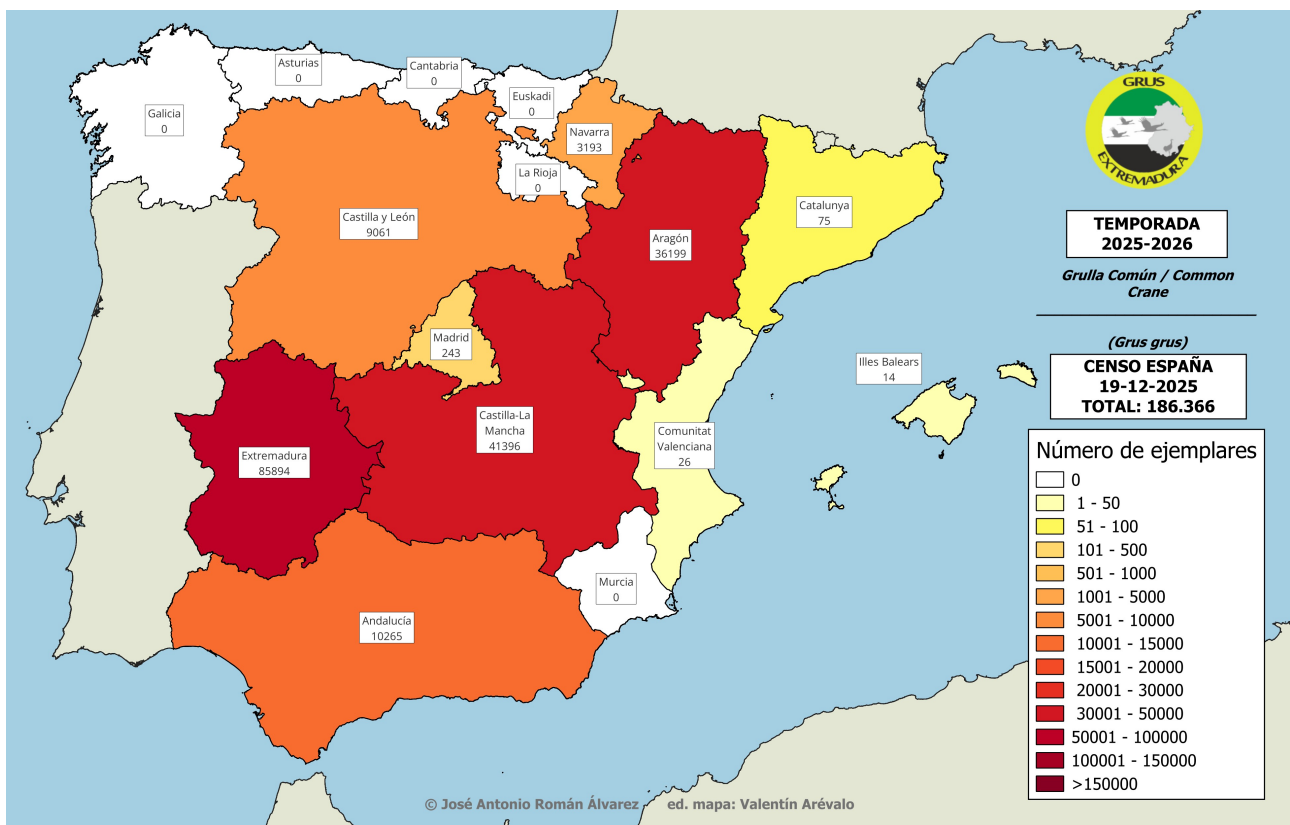 Asturias
0
Cantabria
0
Euskadi
0
Galicia
0
Navarra
3193
La Rioja
0
Castilla y León
9061
Aragón
36199
Catalunya
75
Madrid
243
Illes Balears
14
Castilla-La
Mancha
41396
Comunitat
Valenciana
26
Extremadura
85894
Murcia
0
Andalucía
10265
GRUS
EXTREMADURA
TEMPORADA
2025-2026
Grulla Común / Common
Crane
(Grus grus)
CENSO ESPAÑA
19-12-2025
TOTAL: 186.366
Número de ejemplares
0
1 - 50
51 - 100
101 - 500
501 - 1000
1001 - 5000
5001 - 10000
10001 - 15000
15001 - 20000
20001 - 30000
30001 - 50000
50001 - 100000
100001 - 150000
>150000
© José Antonio Román Álvarez ed. mapa: Valentín Arévalo